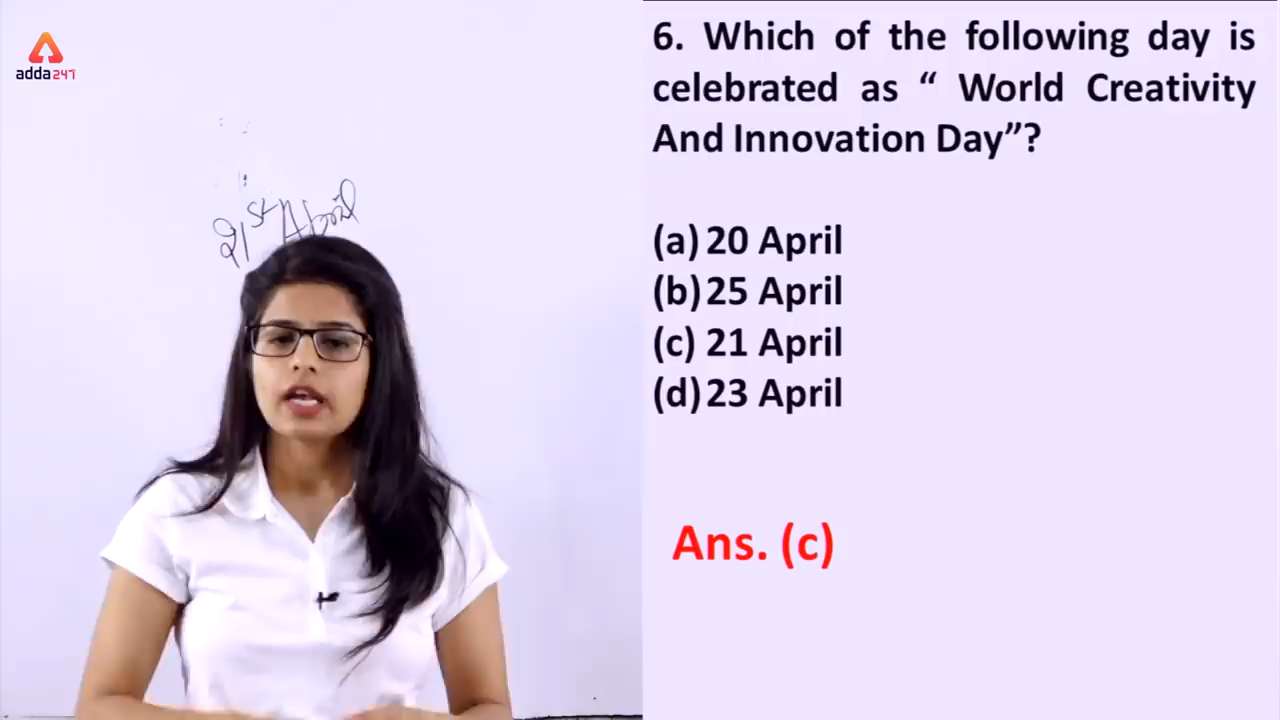 adda247
21st April
6. Which of the following day is
celebrated as “ World Creativity
And Innovation Day”?
(a) 20 April
(b) 25 April
(c) 21 April
(d) 23 April
Ans. (c)